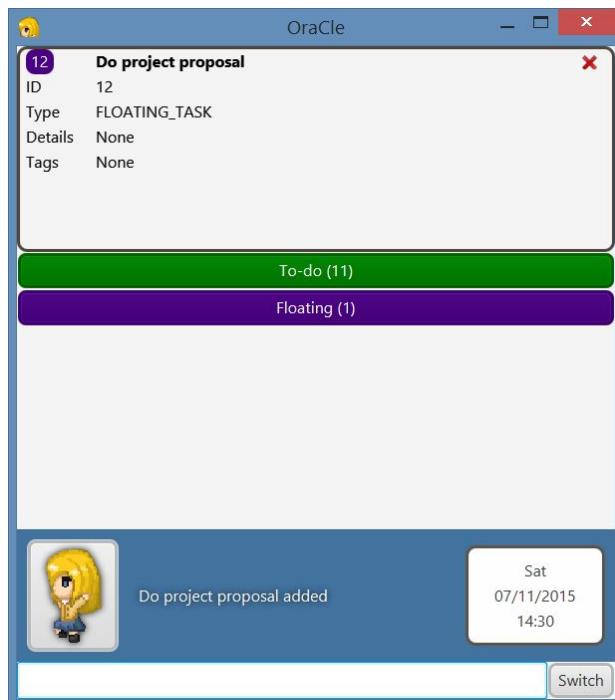 OraCle
12 Do project proposal
ID 12
Type FLOATING_TASK
Details None
Tags None
To-do (11)
Floating (1)
Do project proposal added
Sat
07/11/2015
14:30
Switch